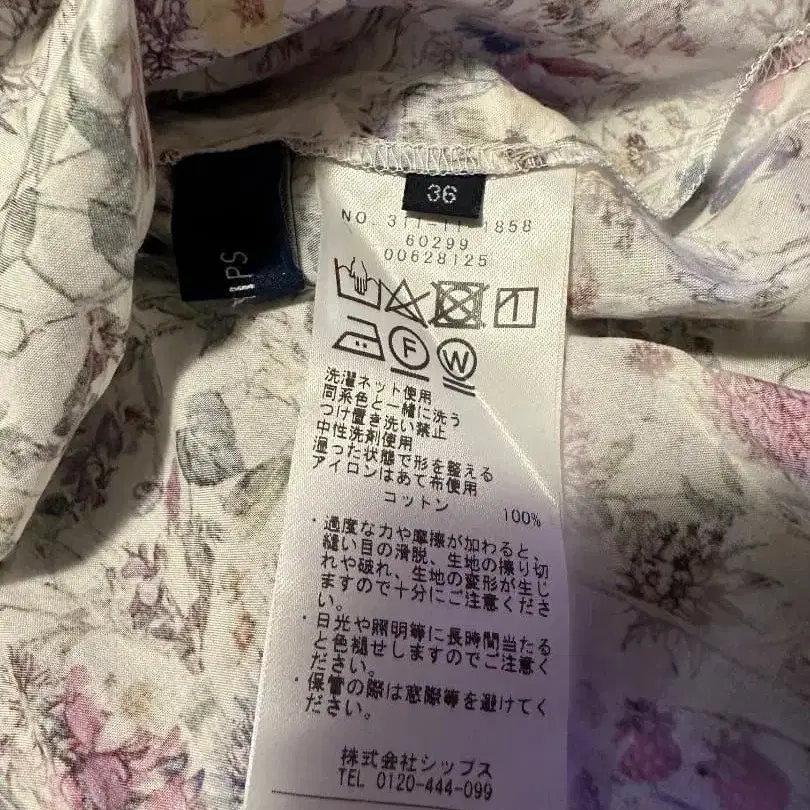 36
NO. 311-11-1858
60299
00628125
F
W
洗濯ネット使用
同系色と一緒に洗う
つけ置き洗い禁止
中性洗剤使用
湿った状態で形を整える
アイロンはあて布使用
コットン 100%
・過度な力や摩擦が加わると、
縫い目の滑脱、生地の擦り切
れや破れ、生地の変形が生じ
ますので十分にご注意くださ
い。
・日光や照明等に長時間当たる
と色褪せしますのでご注意く
ださい。
・保管の際は窓際等を避けてく
ださい。
株式会社シップス
TEL 0120-444-099